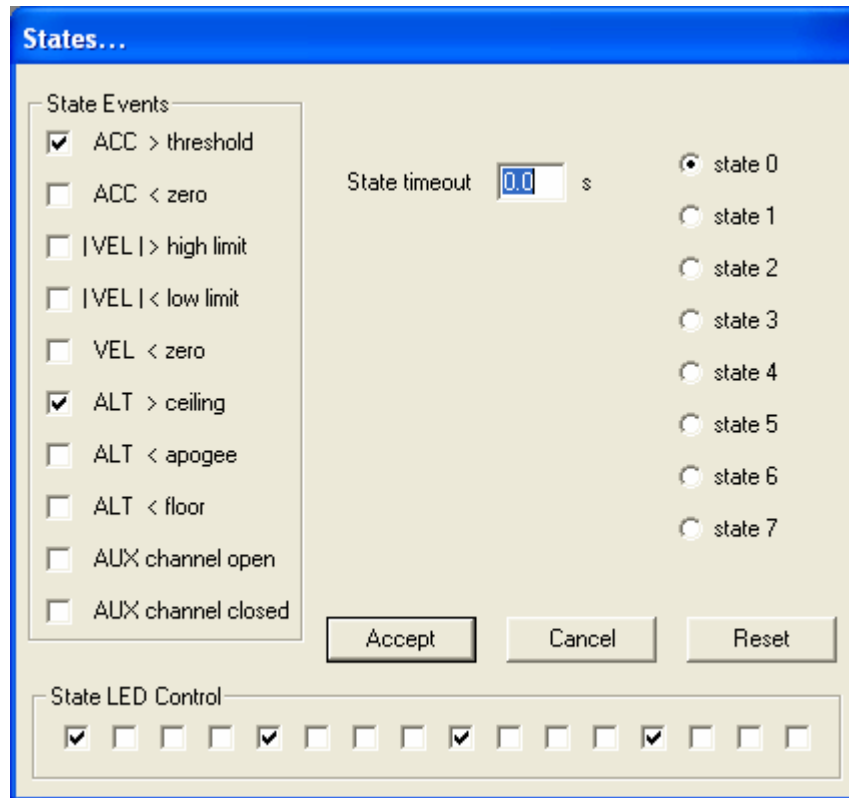 States...
State Events
ACC > threshold
ACC < zero
|VEL| > high limit
|VEL| < low limit
VEL < zero
ALT > ceiling
ALT < apogee
ALT < floor
AUX channel open
AUX channel closed
State timeout 0.0 s
state 0
state 1
state 2
state 3
state 4
state 5
state 6
state 7
Accept Cancel Reset
State LED Control